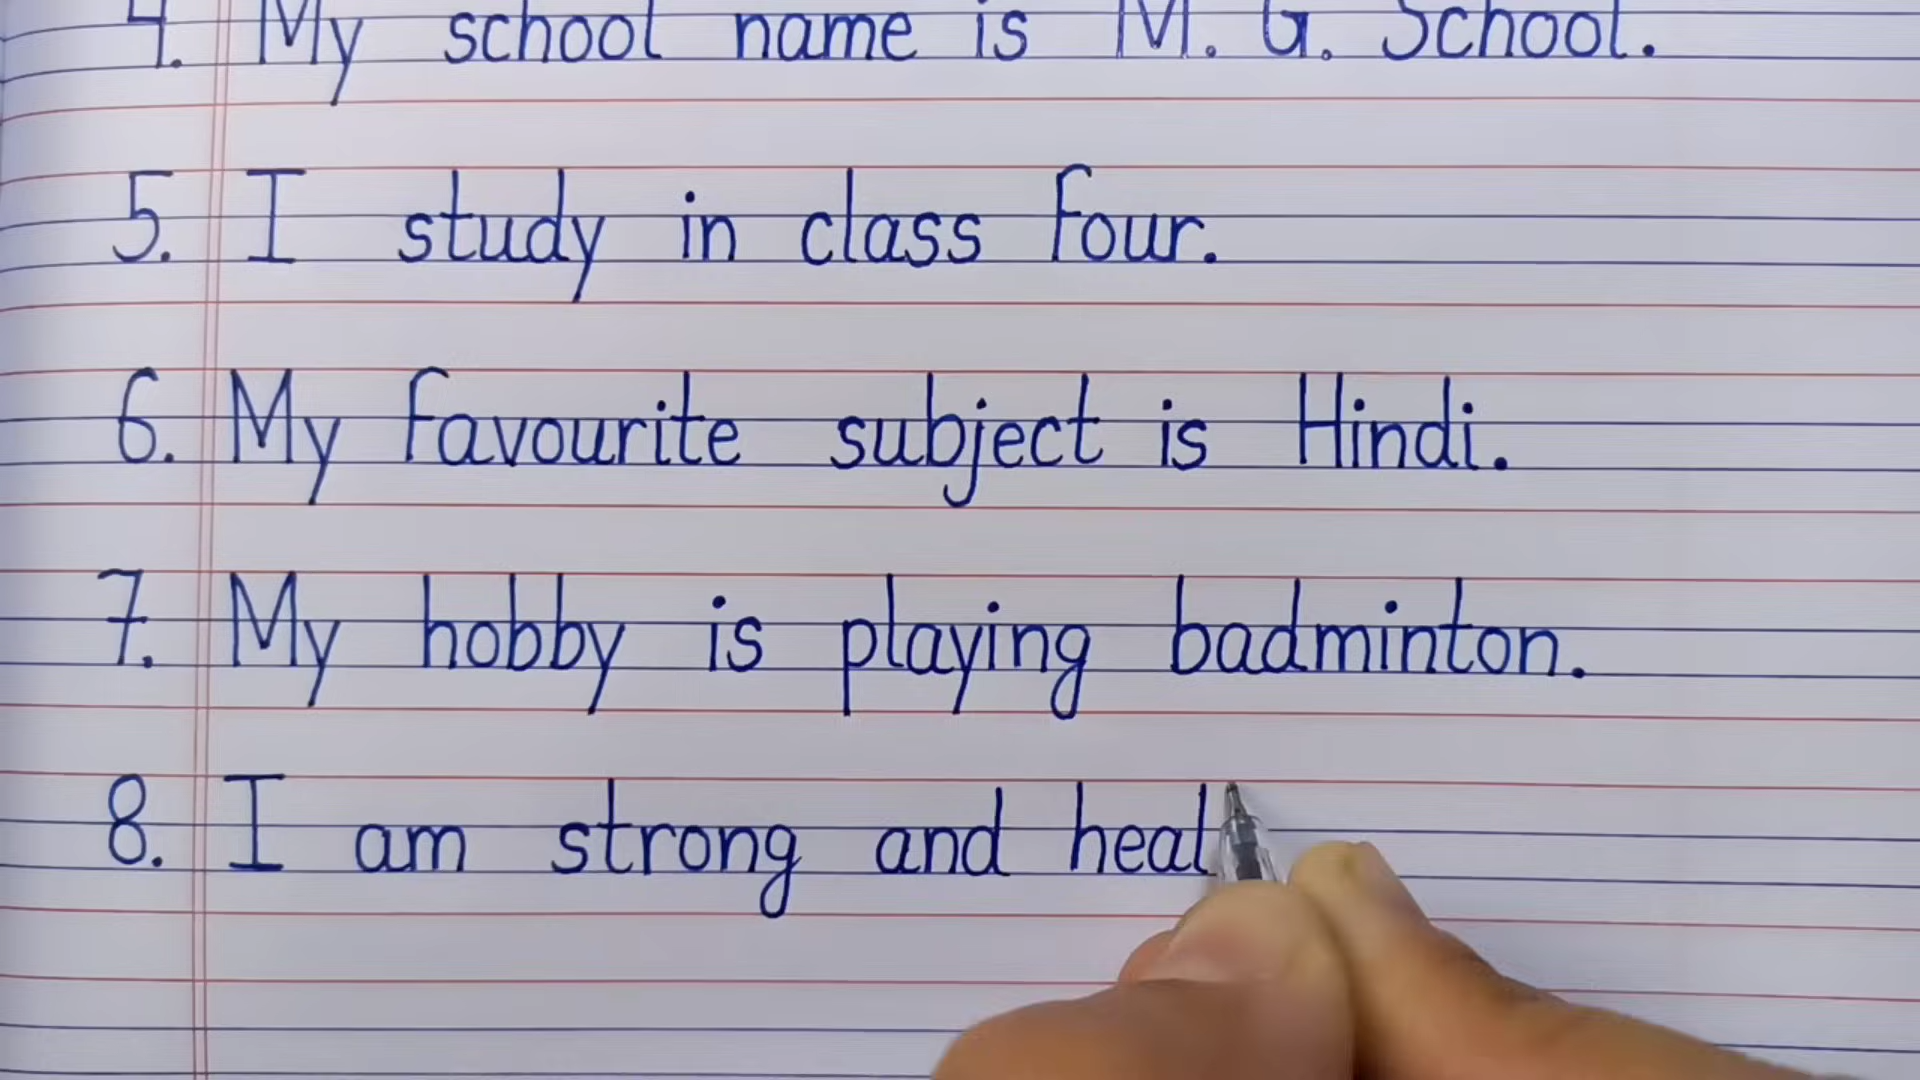 4. My school name is M. G. School.
5. I study in class four.
6. My favourite subject is Hindi.
7. My hobby is playing badminton.
8. I am strong and heal